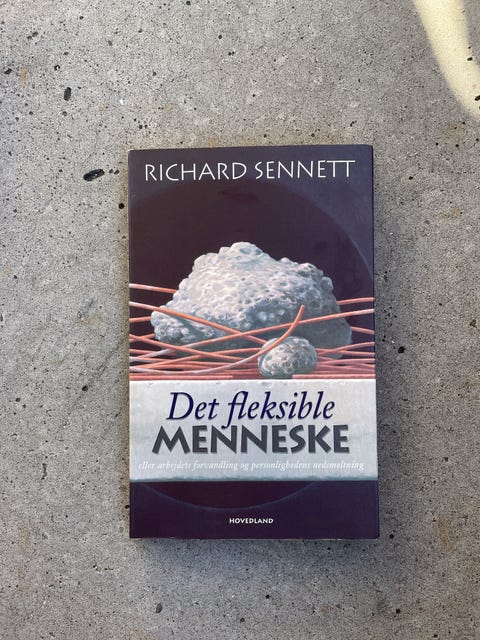 RICHARD SENNETT
Det fleksible
MENNESKE
eller arbejdets forvandling og personlighedens nedsmeltning
HOVEDLAND